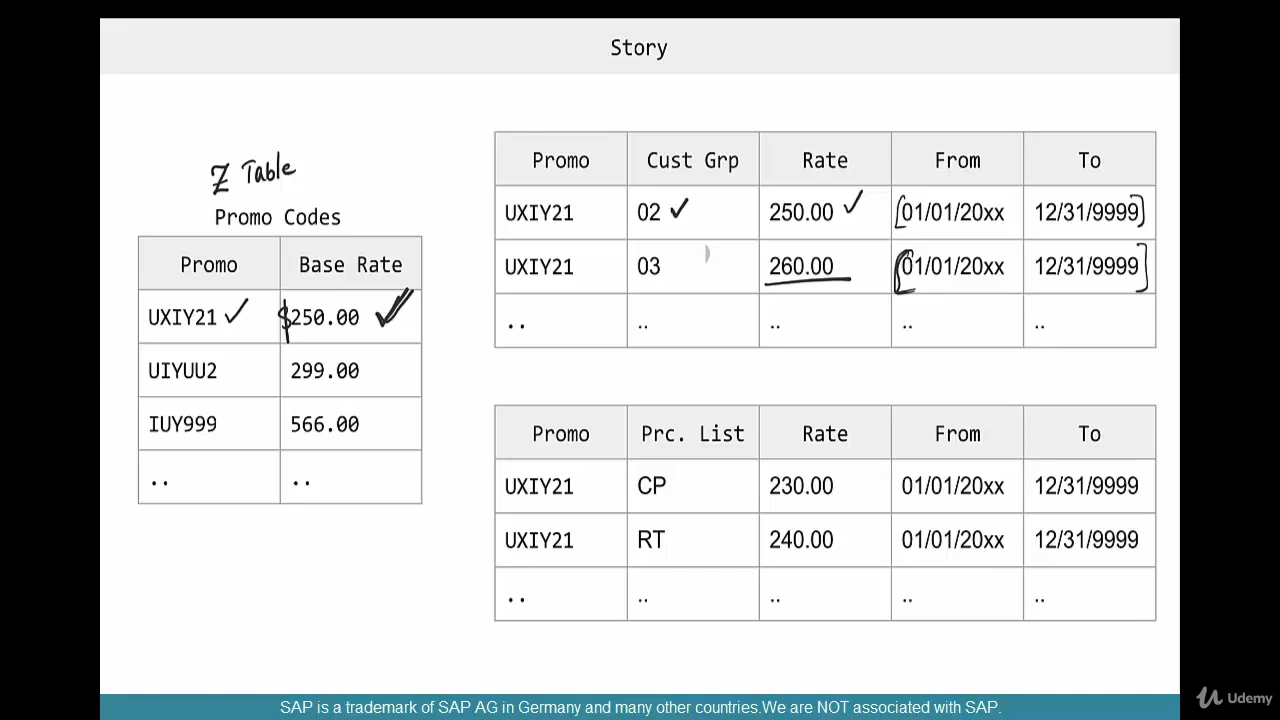 Story
Z Table
Promo Codes
Promo Base Rate
UXIY21 $250.00
UIYUU2 299.00
IUY999 566.00
.. ..
Promo Cust Grp Rate From To
UXIY21 02 250.00 [01/01/20xx 12/31/9999]
UXIY21 03 260.00 [01/01/20xx 12/31/9999]
.. .. .. .. ..
Promo Prc. List Rate From To
UXIY21 CP 230.00 01/01/20xx 12/31/9999
UXIY21 RT 240.00 01/01/20xx 12/31/9999
.. .. .. .. ..
SAP is a trademark of SAP AG in Germany and many other countries.We are NOT associated with SAP.
Udemy